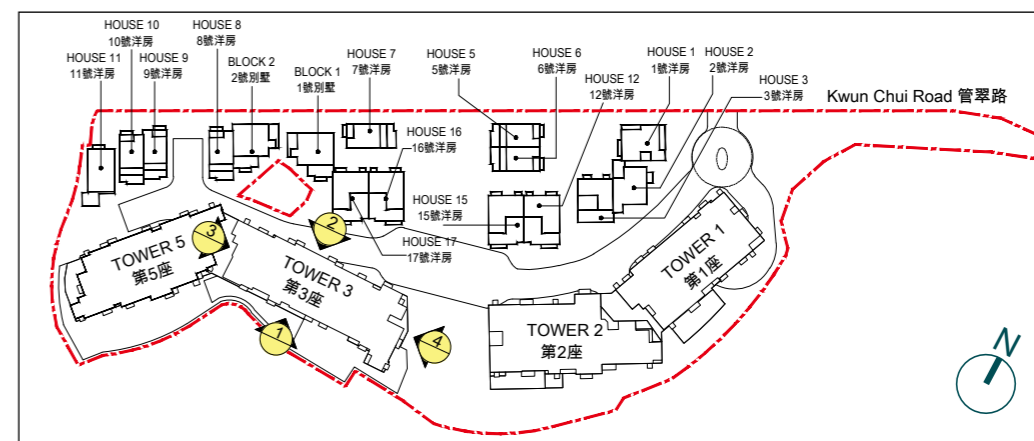 HOUSE 11
11號洋房
HOUSE 10
10號洋房
HOUSE 9
9號洋房
HOUSE 8
8號洋房
BLOCK 2
2號別墅
BLOCK 1
1號別墅
HOUSE 7
7號洋房
HOUSE 16
16號洋房
HOUSE 5
5號洋房
HOUSE 6
6號洋房
HOUSE 12
12號洋房
HOUSE 1
1號洋房
HOUSE 2
2號洋房
HOUSE 3
3號洋房
Kwun Chui Road 管翠路
HOUSE 15
15號洋房
HOUSE 17
17號洋房
TOWER 5
第5座
3
2
TOWER 3
第3座
1
4
TOWER 2
第2座
TOWER 1
第1座
N